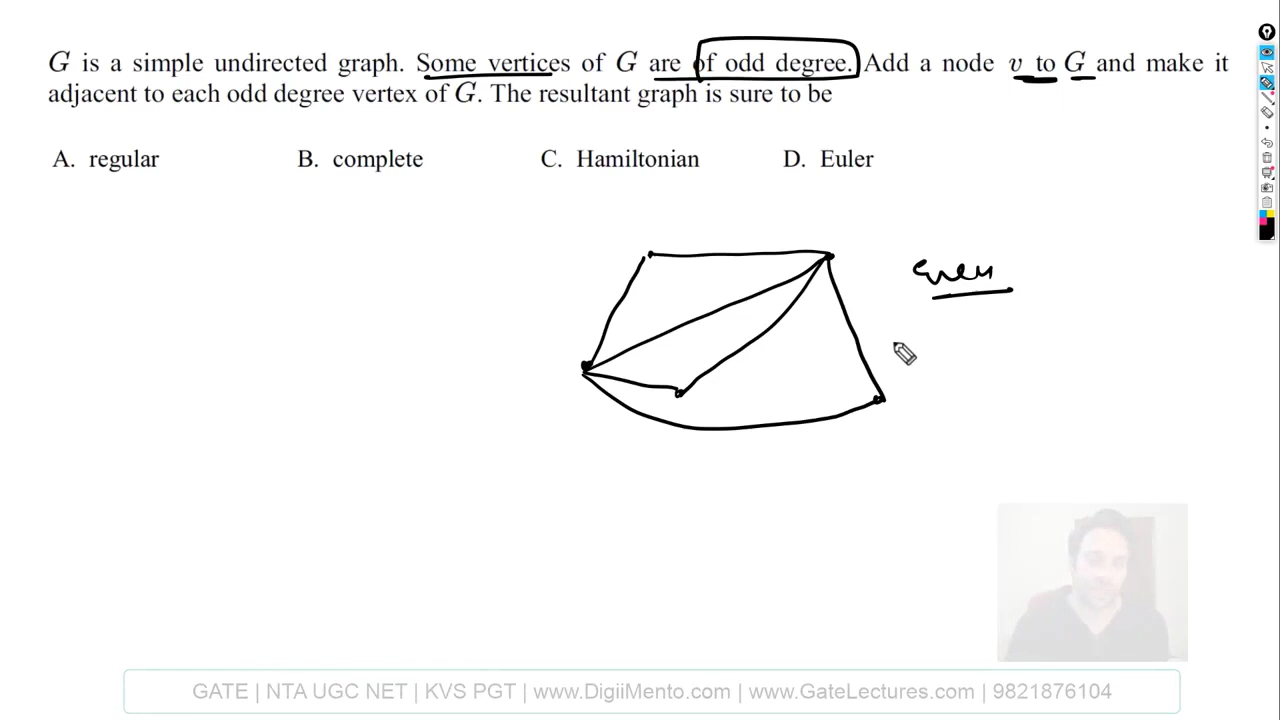 G is a simple undirected graph. Some vertices of G are of odd degree. Add a node v to G and make it
adjacent to each odd degree vertex of G. The resultant graph is sure to be
A. regular B. complete C. Hamiltonian D. Euler
even
GATE | NTA UGC NET | KVS PGT | www.DigiiMento.com | www.GateLectures.com | 9821876104